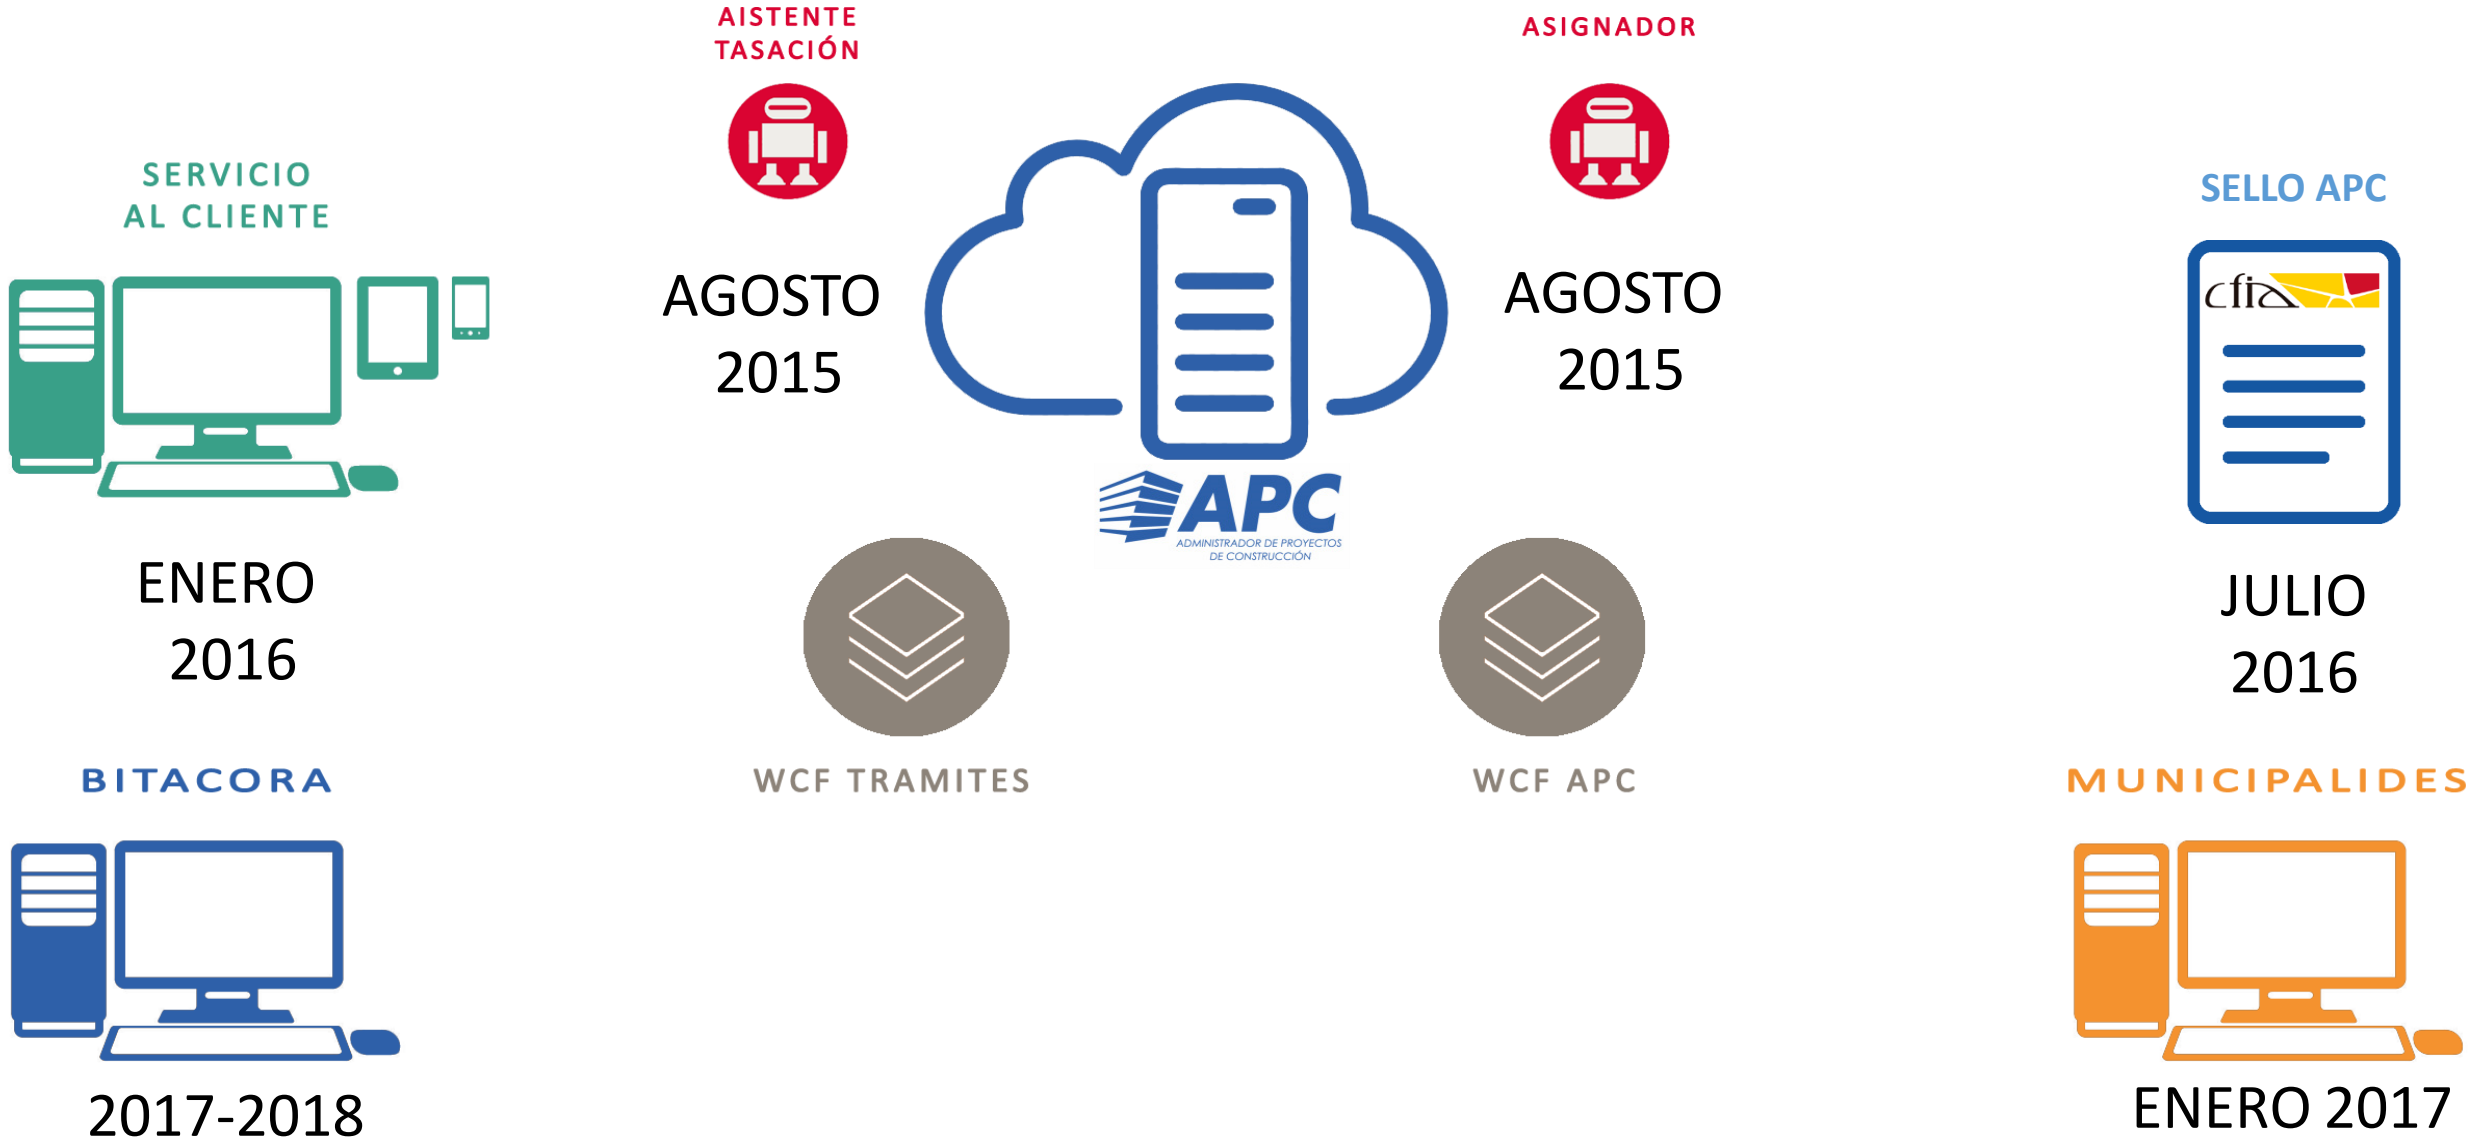 AISTENTE
TASACIÓN
ASIGNADOR
SERVICIO
AL CLIENTE
SELLO APC
AGOSTO
2015
AGOSTO
2015
cfia
APC
ADMINISTRADOR DE PROYECTOS
DE CONSTRUCCIÓN
ENERO
2016
JULIO
2016
BITACORA
WCF TRAMITES
WCF APC
MUNICIPALIDES
2017-2018
ENERO 2017